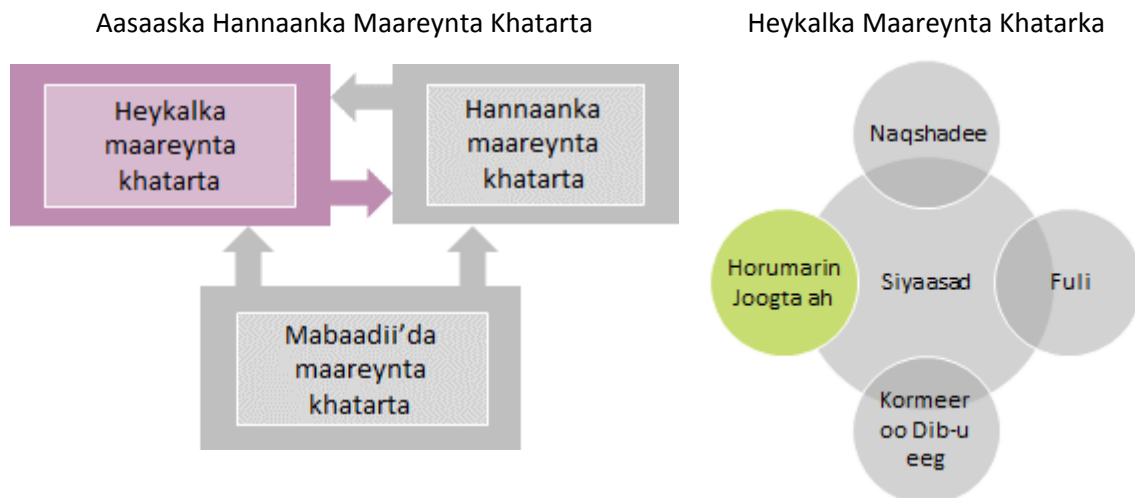 Aasaaska Hannaanka Maareynta Khatarta
Heykalka
maareynta
khatarta
Hannaanka
maareynta
khatarta
Mabaadii'da
maareynta
khatarta
Heykalka Maareynta Khatarka
Naqshadee
Horumarin
Joogta ah
Siyaasad
Fuli
Kormeer
oo Dib-u
eeg